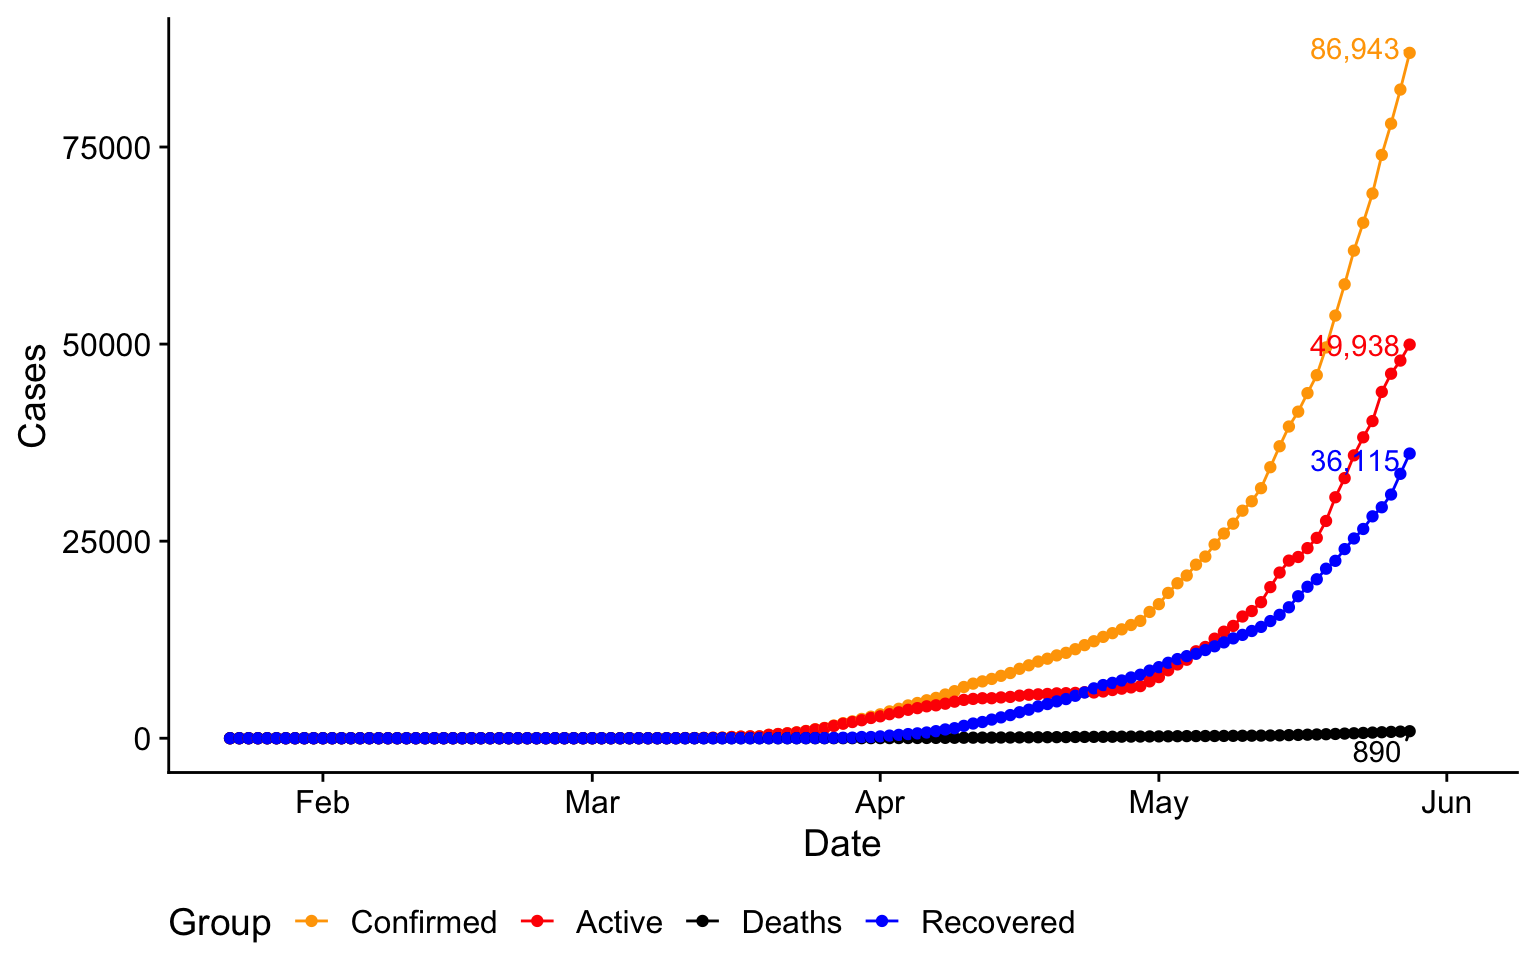 86,943
75000
50000
49,938
36,115
25000
0
890
Cases
Feb Mar Apr May Jun
Date
Group Confirmed Active Deaths Recovered